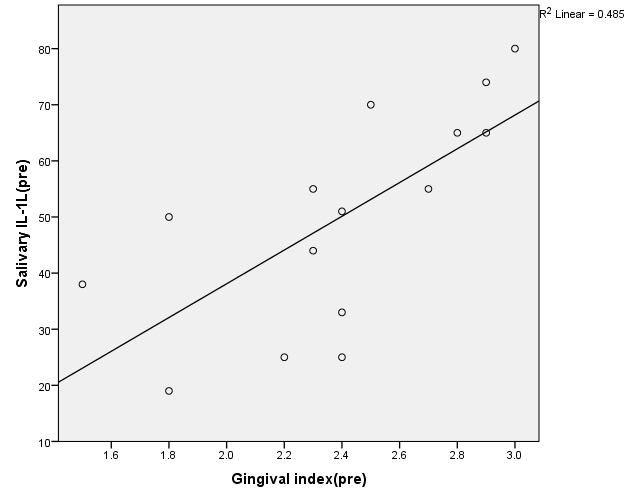 R² Linear = 0.485
80
70
60
50
40
30
20
10
Salivary IL-1L(pre)
1.6 1.8 2.0 2.2 2.4 2.6 2.8 3.0
Gingival index(pre)